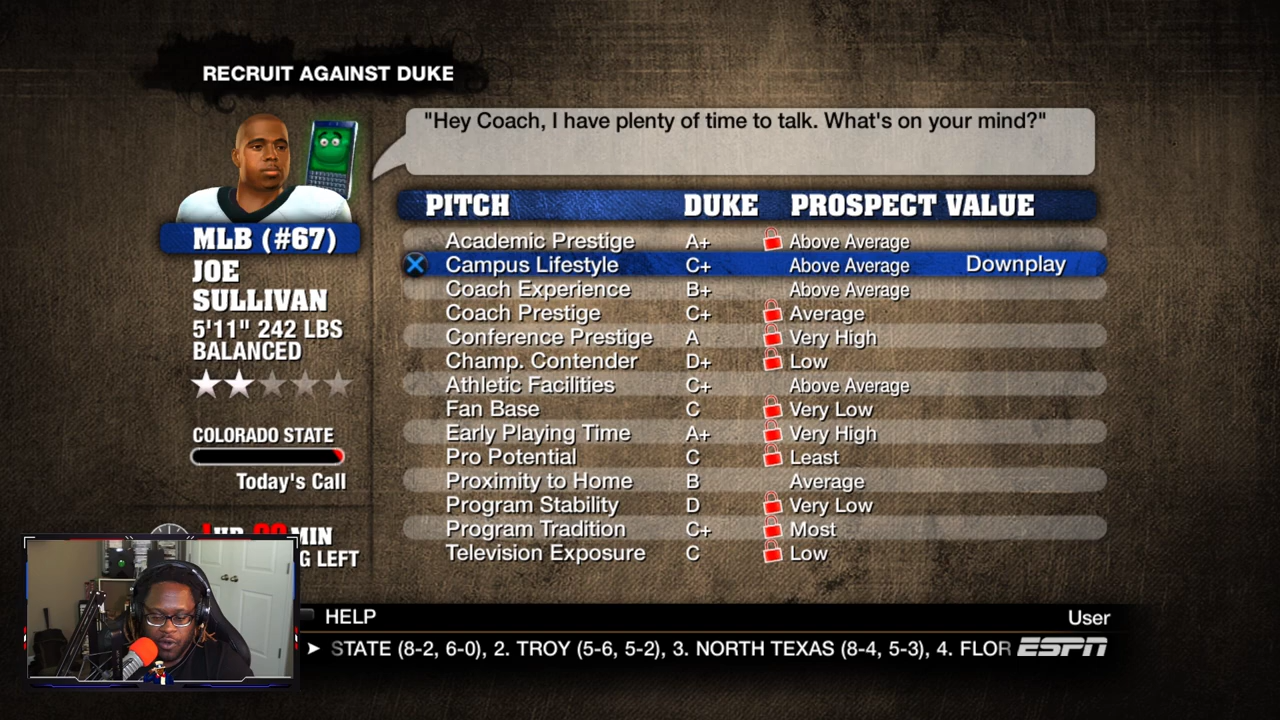 RECRUIT AGAINST DUKE
"Hey Coach, I have plenty of time to talk. What's on your mind?"
PITCH DUKE PROSPECT VALUE
Academic Prestige A+ Above Average
Campus Lifestyle C+ Above Average Downplay
Coach Experience B+ Above Average
Coach Prestige C+ Average
Conference Prestige A Very High
Champ. Contender D+ Low
Athletic Facilities C+ Above Average
Fan Base C Very Low
Early Playing Time A+ Very High
Pro Potential C Least
Proximity to Home B Average
Program Stability D Very Low
Program Tradition C+ Most
Television Exposure C Low
MLB (#67)
JOE
SULLIVAN
5'11" 242 LBS
BALANCED
COLORADO STATE
Today's Call
MIN
LEFT
HELP
User
STATE (8-2, 6-0), 2. TROY (5-6, 5-2), 3. NORTH TEXAS (8-4, 5-3), 4. FLOR
ESPN